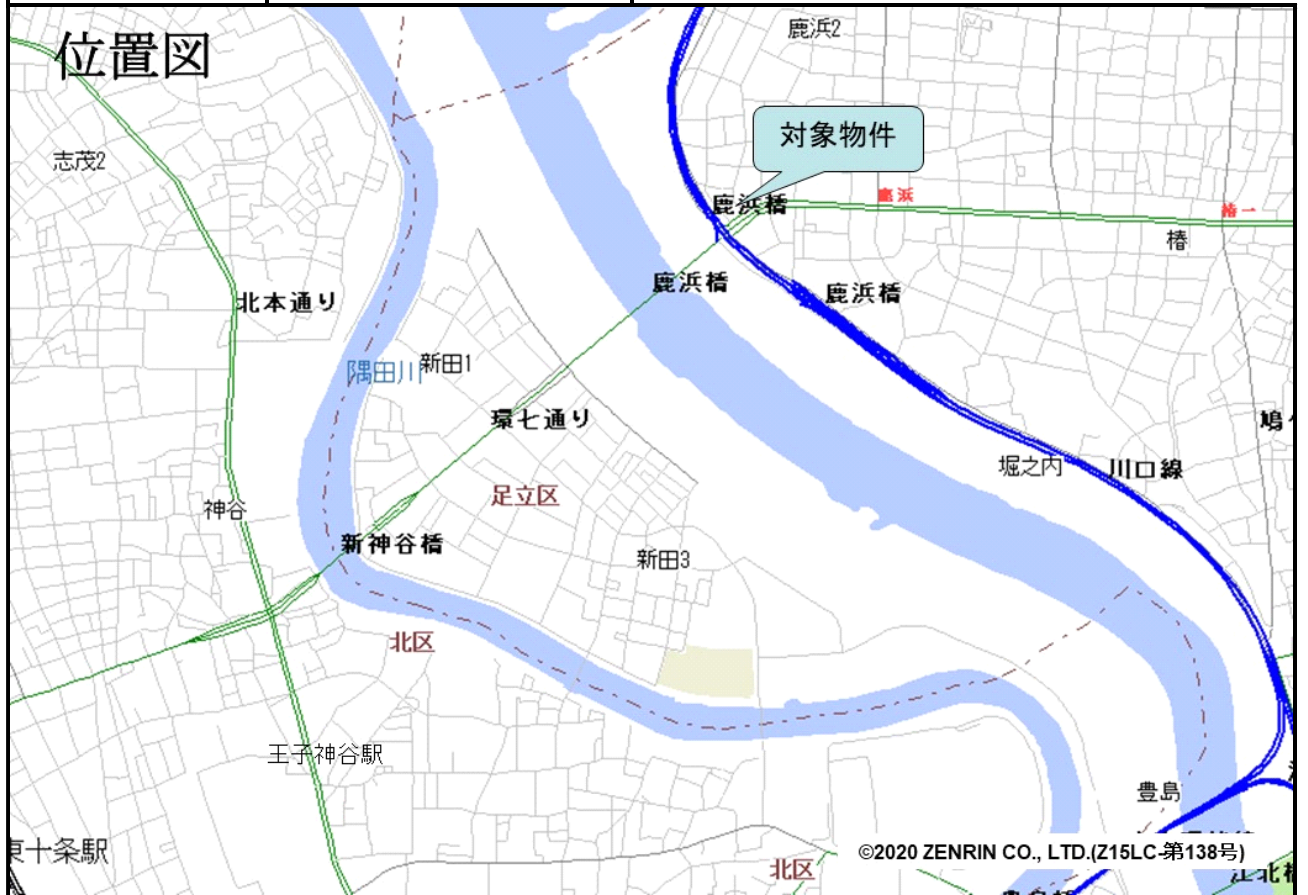 位置図
鹿浜2
対象物件
志茂2
鹿浜橋
鹿浜
椿一
椿
鹿浜橋
鹿浜橋
北本通り
新田1
隅田川
環七通り
堀之内
川口線
足立区
神谷
新神谷橋
新田3
北区
王子神谷駅
豊島
東十条駅
©2020 ZENRIN CO., LTD.(Z15LC-第138号)
北区
江北橋